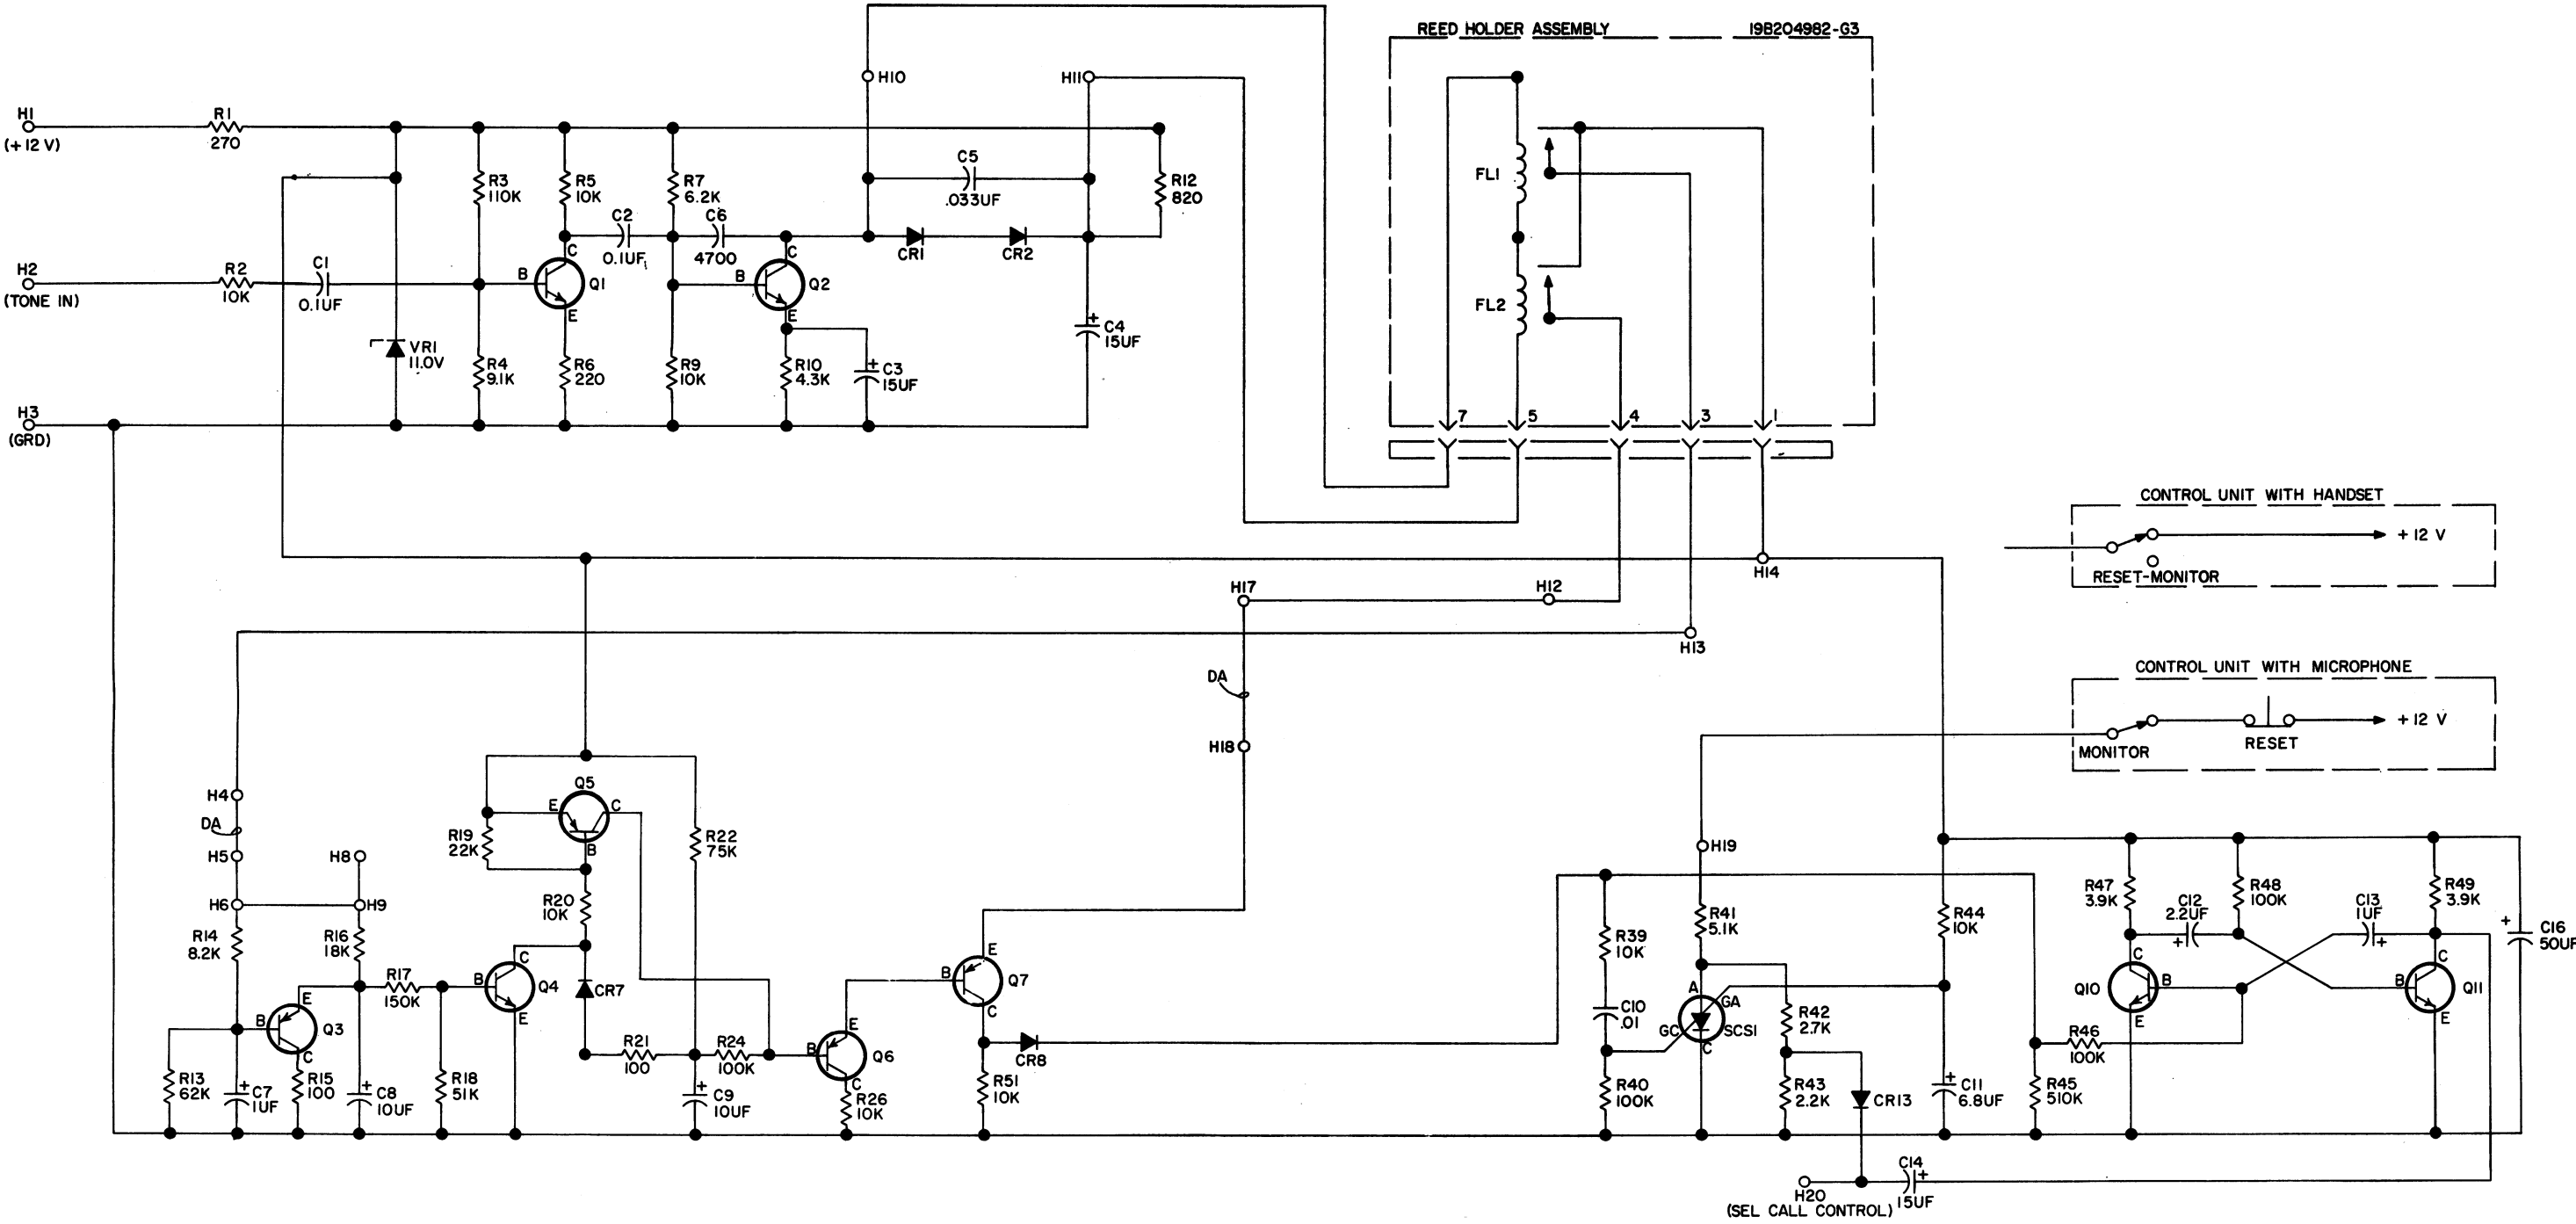 REED HOLDER ASSEMBLY 19B204982-G3
H10
H11
H1
(+12 V)
R1
270
R3
110K
R5
10K
R7
6.2K
C5
.033UF
R12
820
FL1
C2
0.1UF
C6
4700
CR1
CR2
H2
(TONE IN)
R2
10K
C1
0.1UF
B
C
E
Q1
B
C
E
Q2
FL2
VR1
11.0V
R4
9.1K
R6
220
R9
10K
R10
4.3K
+
C3
15UF
+
C4
15UF
H3
(GRD)
7
5
4
3
1
CONTROL UNIT WITH HANDSET
+12 V
RESET-MONITOR
H14
H17
H12
H13
CONTROL UNIT WITH MICROPHONE
+12 V
MONITOR
RESET
DA
H18
H4
DA
H5
H8
H6
H9
Q5
E
C
B
R19
22K
R22
75K
R20
10K
R14
8.2K
R16
18K
R17
150K
B
C
E
Q4
CR7
E
B
C
Q3
R21
100
R24
100K
E
B
C
Q6
E
B
C
Q7
CR8
R13
62K
+
C7
1UF
R15
100
+
C8
10UF
R18
51K
+
C9
10UF
R26
10K
R51
10K
H19
R39
10K
R41
5.1K
R44
10K
C10
.01
A
GA
GC
SCS1
C
R42
2.7K
R40
100K
R43
2.2K
CR13
+
C11
6.8UF
R45
510K
R46
100K
R47
3.9K
C12
2.2UF
+
R48
100K
C13
1UF
+
R49
3.9K
+
C16
50UF
C
B
E
Q10
C
B
E
Q11
H20
(SEL CALL CONTROL)
C14
+
15UF